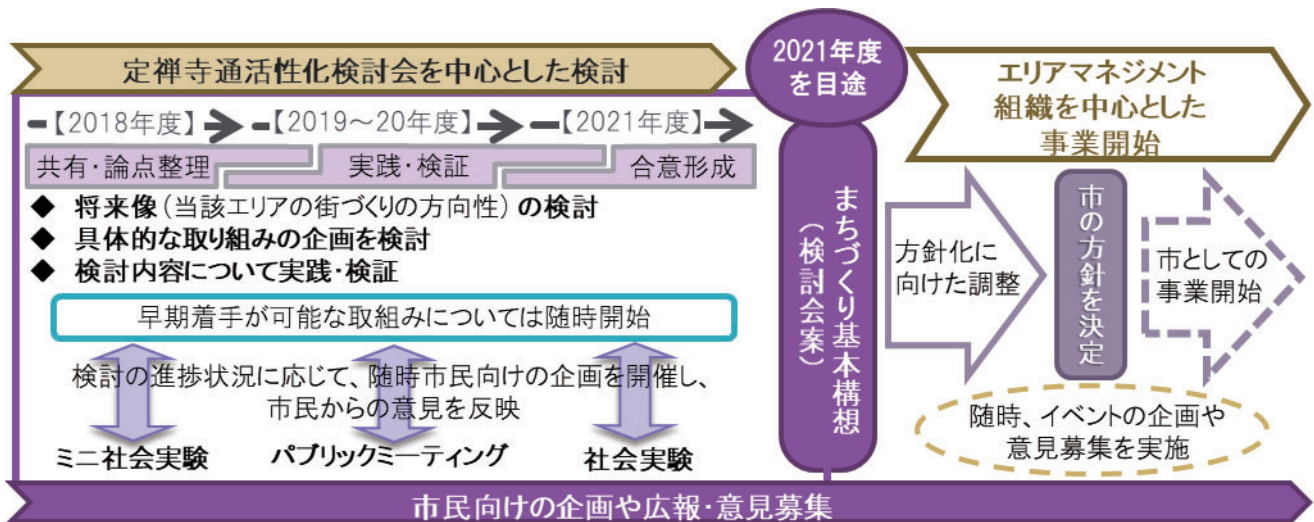 定禅寺通活性化検討会を中心とした検討
【2018年度】
【2019～20年度】
【2021年度】
共有・論点整理
実践・検証
合意形成
◆ 将来像(当該エリアの街づくりの方向性)の検討
◆ 具体的な取り組みの企画を検討
◆ 検討内容について実践・検証
早期着手が可能な取組みについては随時開始
検討の進捗状況に応じて、随時市民向けの企画を開催し、
市民からの意見を反映
ミニ社会実験
パブリックミーティング
社会実験
2021年度
を目途
まちづくり基本構想
(検討会案)
エリアマネジメント
組織を中心とした
事業開始
方針化に
向けた調整
市の方針を決定
市としての
事業開始
随時、イベントの企画や
意見募集を実施
市民向けの企画や広報・意見募集